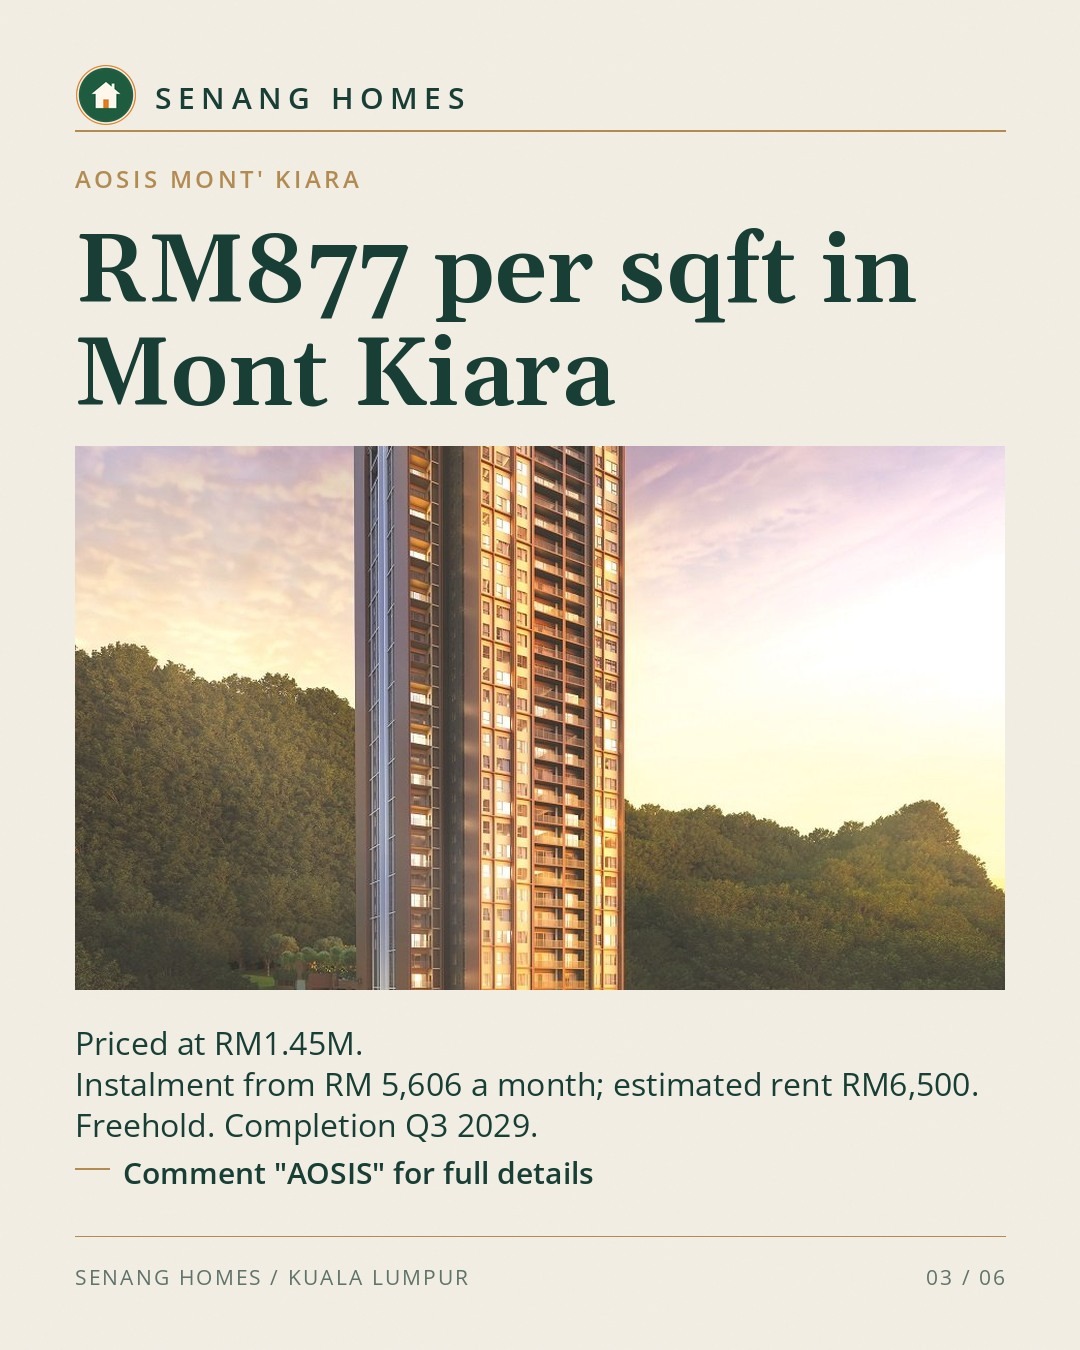 SENANG HOMES
AOSIS MONT' KIARA
RM877 per sqft in
Mont Kiara
Priced at RM1.45M.
Instalment from RM 5,606 a month; estimated rent RM6,500.
Freehold. Completion Q3 2029.
Comment "AOSIS" for full details
SENANG HOMES / KUALA LUMPUR
03 / 06